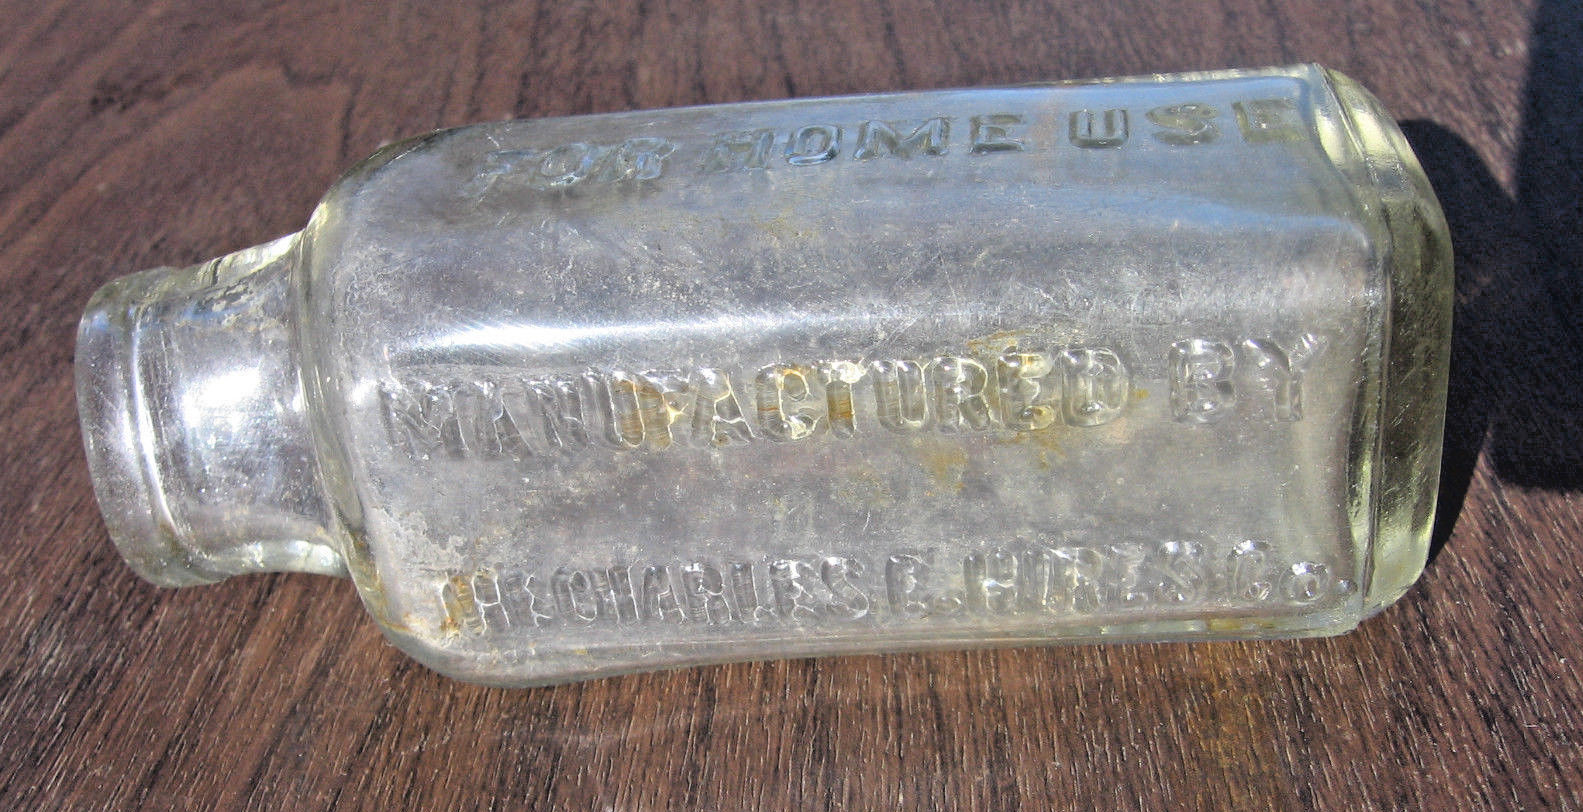 FOR HOME USE
MANUFACTURED BY
THE CHARLES E. HIRES Co.